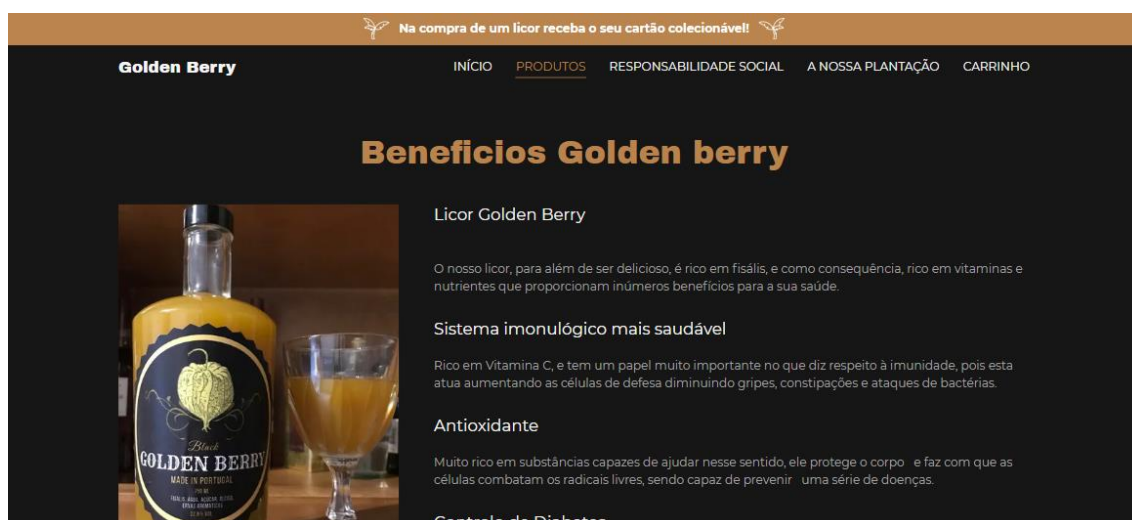 Na compra de um licor receba o seu cartão colecionável!
Golden Berry INÍCIO PRODUTOS RESPONSABILIDADE SOCIAL A NOSSA PLANTAÇÃO CARRINHO
Beneficios Golden berry
Licor Golden Berry
O nosso licor, para além de ser delicioso, é rico em fisális, e como consequência, rico em vitaminas e
nutrientes que proporcionam inúmeros benefícios para a sua saúde.
Sistema imonulógico mais saudável
Rico em Vitamina C, e tem um papel muito importante no que diz respeito à imunidade, pois esta
atua aumentando as células de defesa diminuindo gripes, constipações e ataques de bactérias.
Antioxidante
Muito rico em substâncias capazes de ajudar nesse sentido, ele protege o corpo e faz com que as
células combatam os radicais livres, sendo capaz de prevenir uma série de doenças.
Controlo de Diabetes
Black
GOLDEN BERRY
MADE IN PORTUGAL